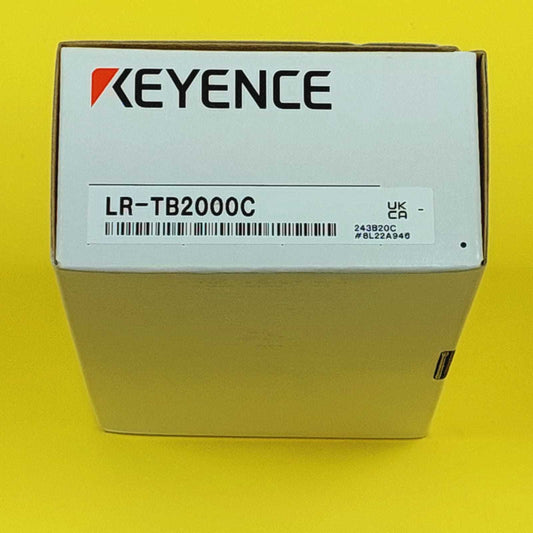 KEYENCE
LR-TB2000C
UK
CA -
243B20C
#8L22A946